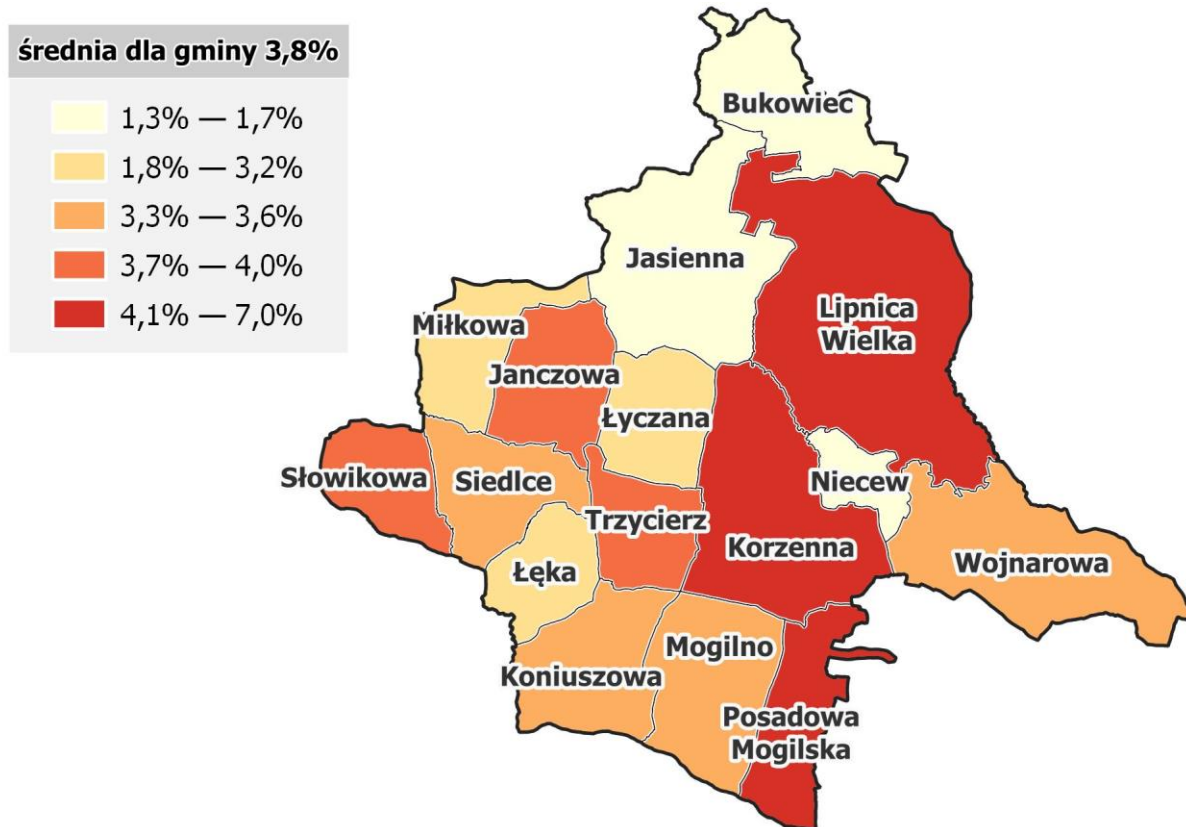 średnia dla gminy 3,8%
1,3% — 1,7%
1,8% — 3,2%
3,3% — 3,6%
3,7% — 4,0%
4,1% — 7,0%
Bukowiec
Jasienna
Lipnica
Wielka
Miłkowa
Janczowa
Łyczana
Słowikowa
Siedlce
Niecew
Trzycierz
Korzenna
Wojnarowa
Łęka
Mogilno
Koniuszowa
Posadowa
Mogilska